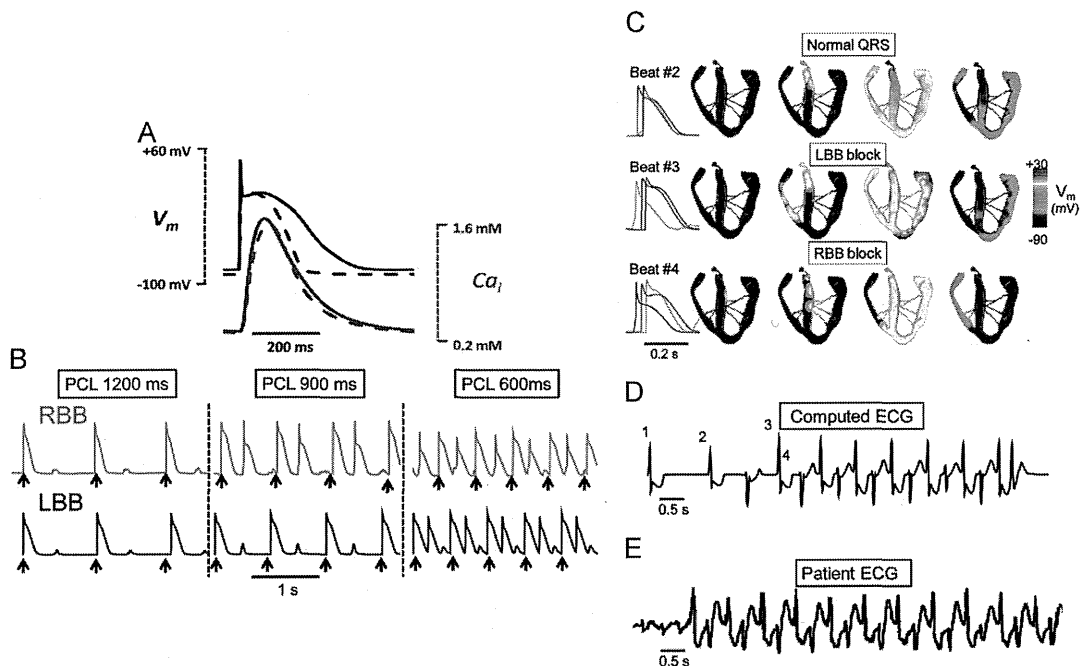 A
+60 mV
Vm
-100 mV
1.6 mM
Cai
0.2 mM
200 ms
B
PCL 1200 ms
PCL 900 ms
PCL 600ms
RBB
LBB
1 s
C
Normal QRS
Beat #2
LBB block
Beat #3
+30
Vm
(mV)
-90
RBB block
Beat #4
0.2 s
D
Computed ECG
1
2
3
4
0.5 s
E
Patient ECG
0.5 s